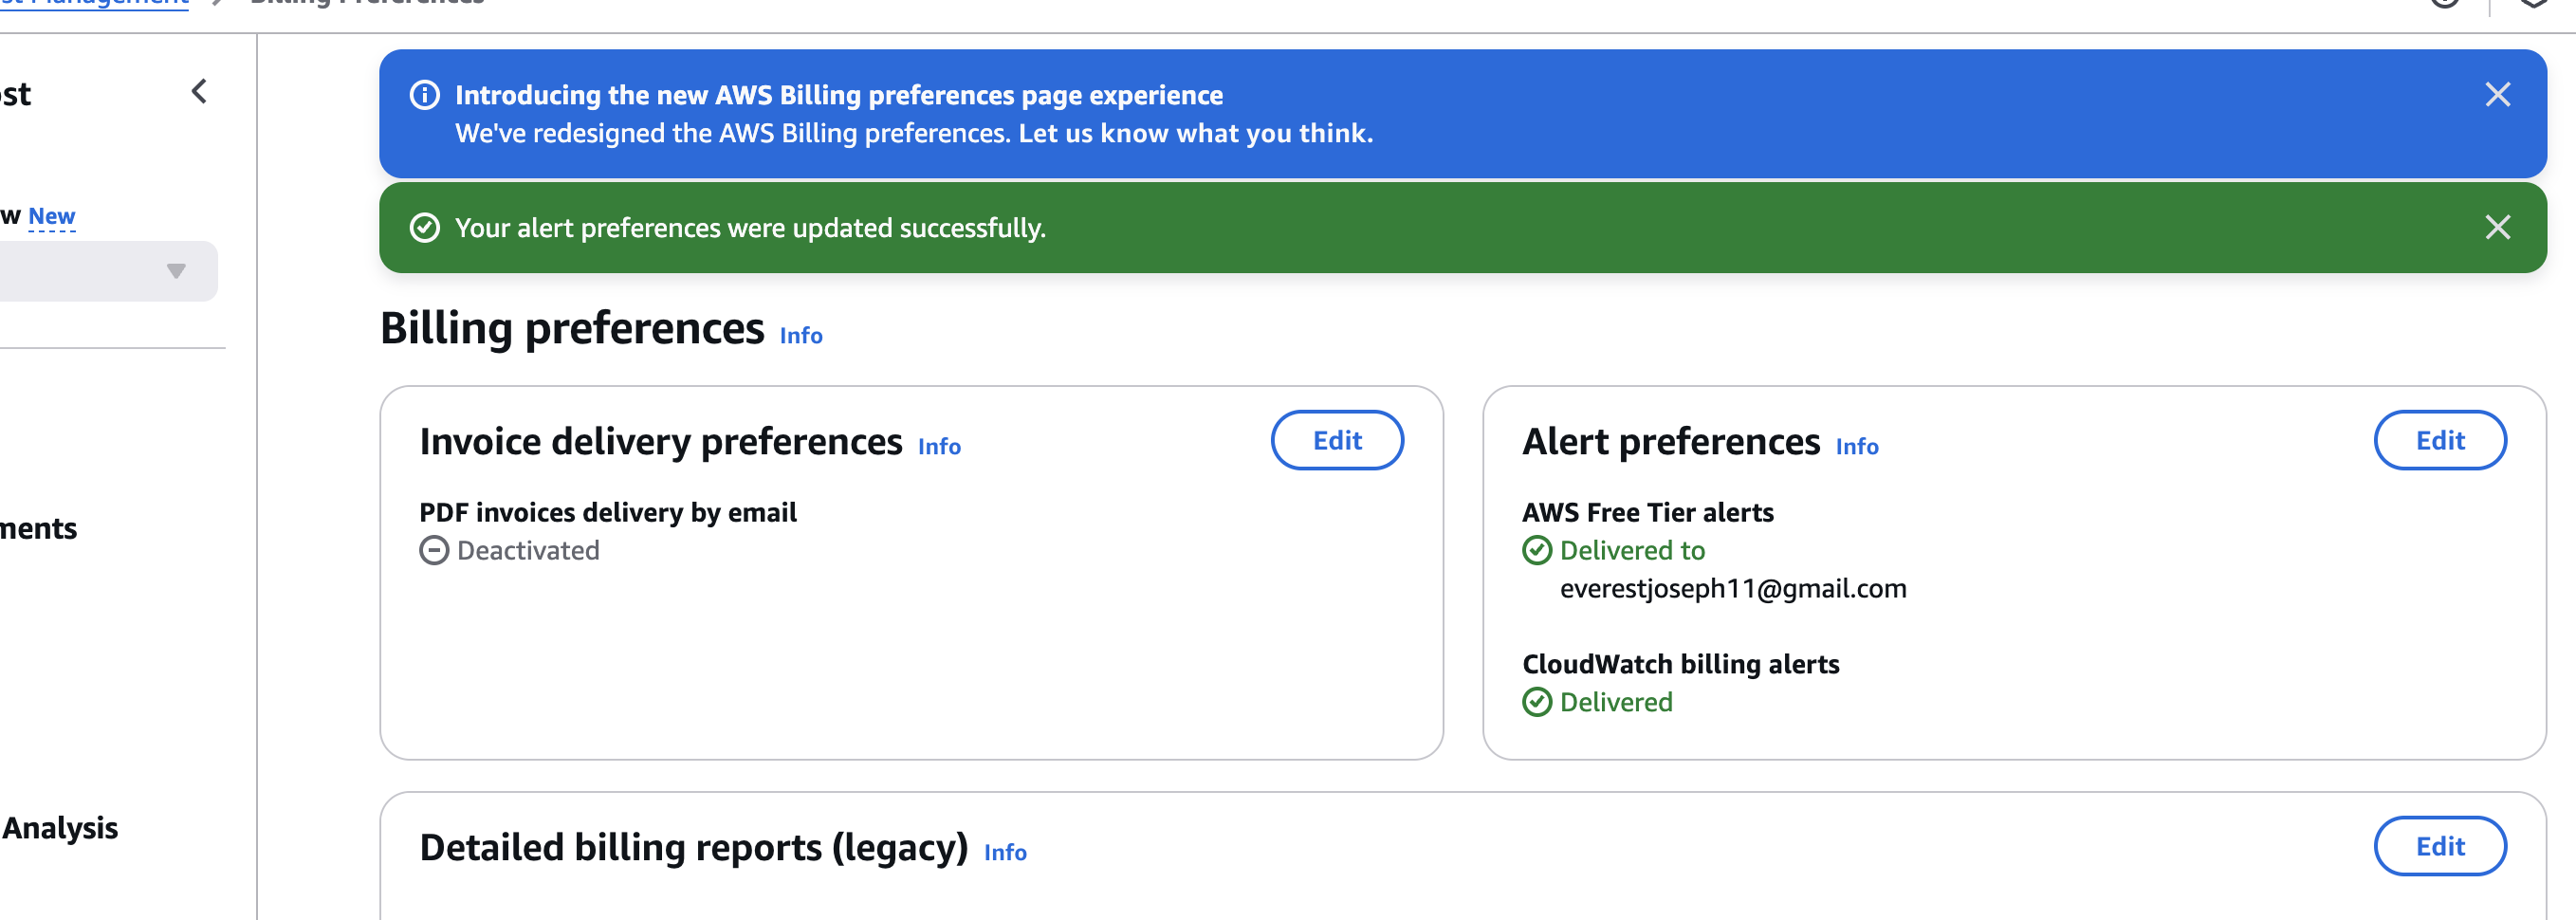 Billing Preferences
st
Introducing the new AWS Billing preferences page experience
We've redesigned the AWS Billing preferences. Let us know what you think.
w New
Your alert preferences were updated successfully.
Billing preferences Info
Invoice delivery preferences Info
Edit
PDF invoices delivery by email
Deactivated
Alert preferences Info
Edit
AWS Free Tier alerts
Delivered to
everestjoseph11@gmail.com
CloudWatch billing alerts
Delivered
ments
Analysis
Detailed billing reports (legacy) Info
Edit